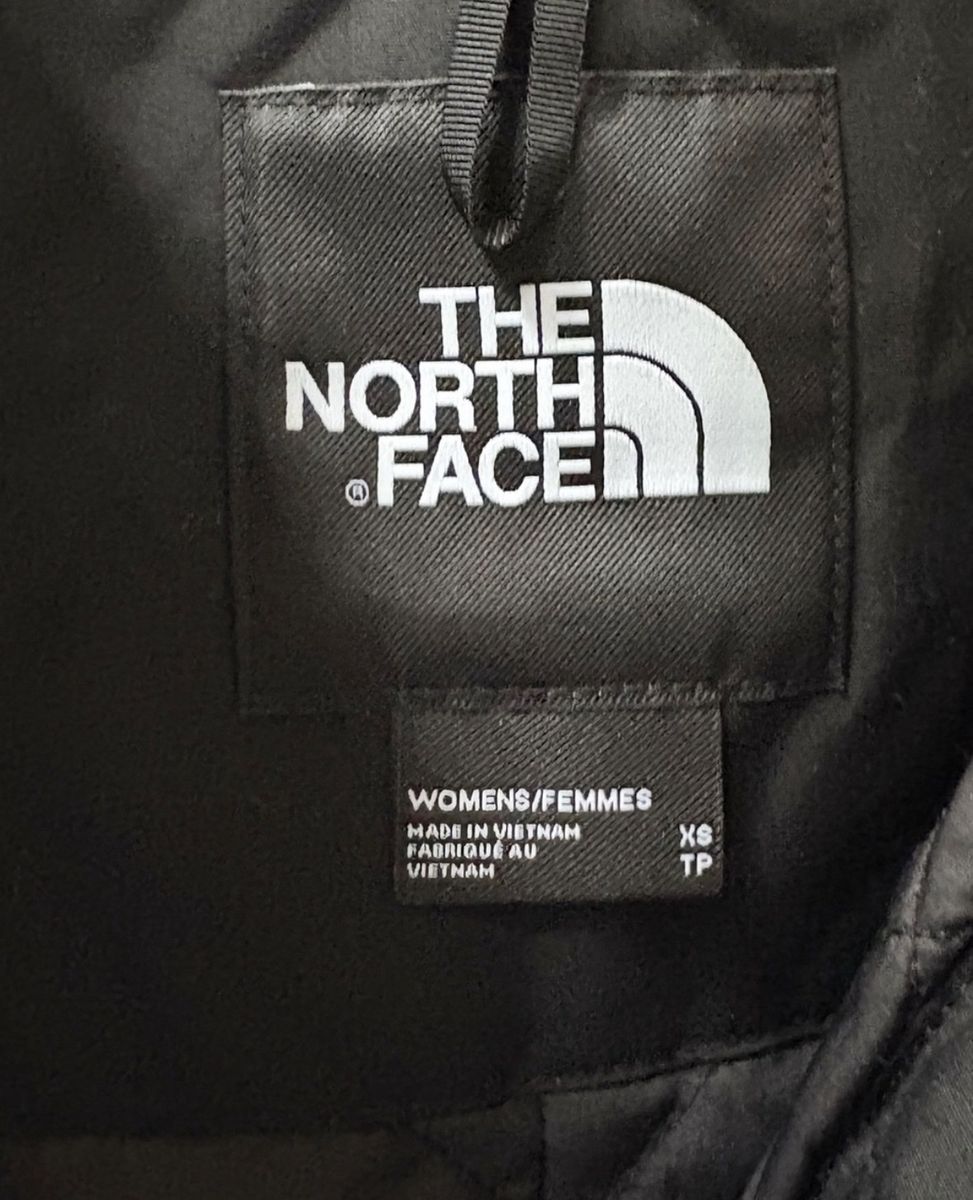 THE
NORTH
® FACE
WOMENS/FEMMES
MADE IN VIETNAM XS
FABRIQUÉ AU TP
VIETNAM